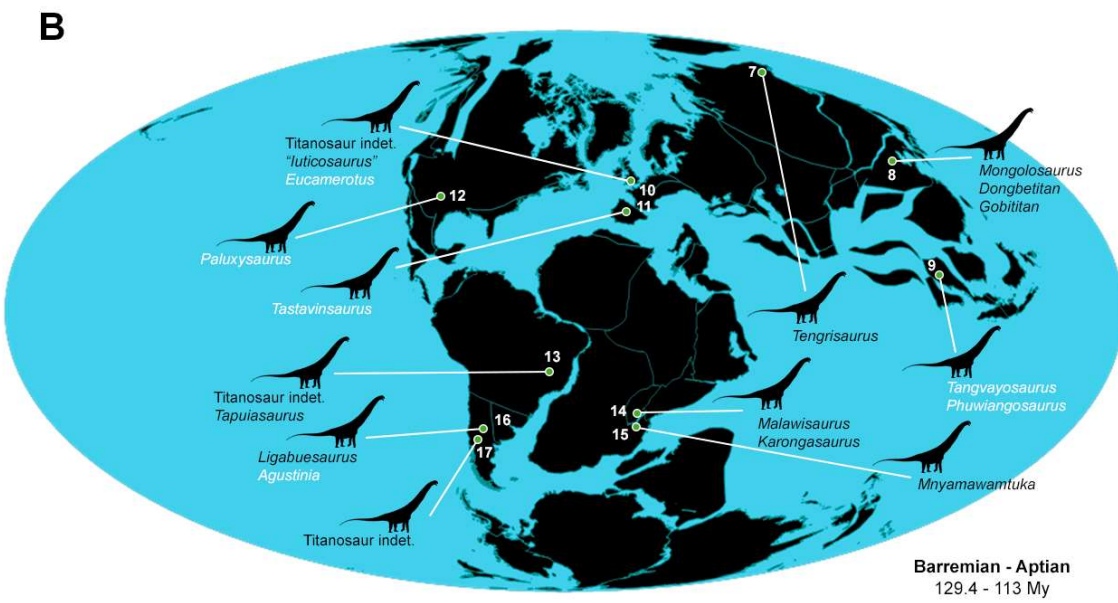 B
7
Titanosaur indet.
"Iuticosaurus"
Eucamerotus
10
8
Mongolosaurus
Dongbetitan
Gobititan
12
11
Paluxysaurus
9
Tastavinsaurus
Tengrisaurus
13
Tangvayosaurus
Phuwiangosaurus
Titanosaur indet.
Tapuiasaurus
14
16
15
Malawisaurus
Karongasaurus
17
Ligabuesaurus
Agustinia
Mnyamawamtuka
Titanosaur indet.
Barremian - Aptian
129.4 - 113 My